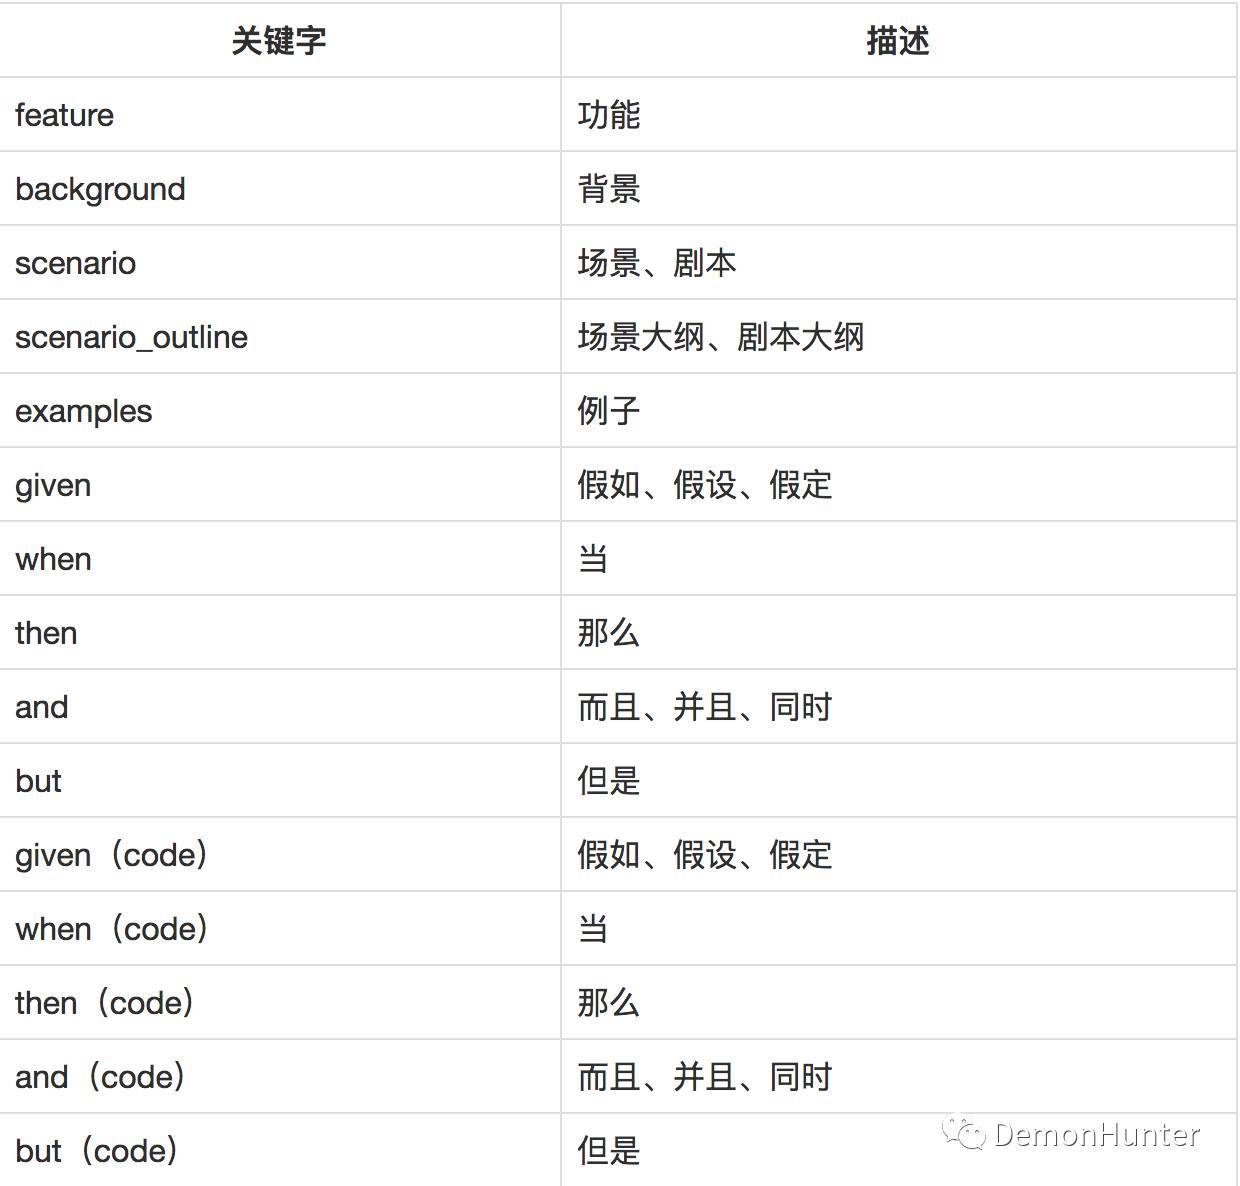 关键字 描述
feature 功能
background 背景
scenario 场景、剧本
scenario_outline 场景大纲、剧本大纲
examples 例子
given 假如、假设、假定
when 当
then 那么
and 而且、并且、同时
but 但是
given（code） 假如、假设、假定
when（code） 当
then（code） 那么
and（code） 而且、并且、同时
but（code） 但是
DemonHunter